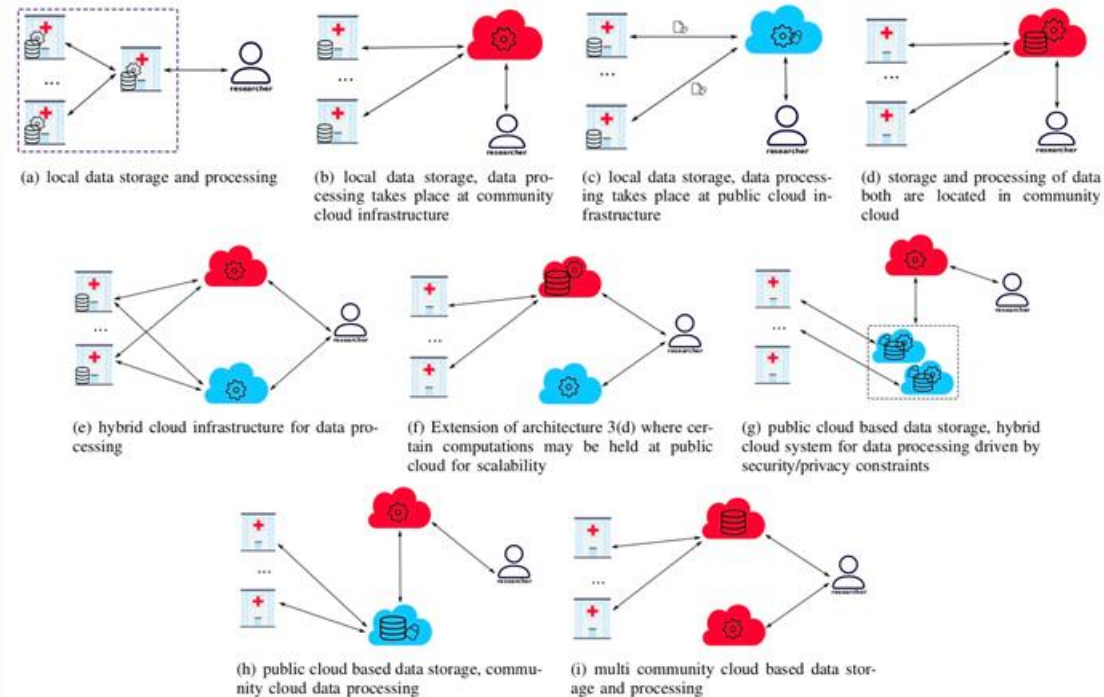 ...
researcher
(a) local data storage and processing
...
researcher
(b) local data storage, data pro-
cessing takes place at community
cloud infrastructure
...
researcher
(c) local data storage, data process-
ing takes place at public cloud in-
frastructure
...
researcher
(d) storage and processing of data
both are located in community
cloud
...
researcher
(e) hybrid cloud infrastructure for data pro-
cessing
...
researcher
(f) Extension of architecture 3(d) where cer-
tain computations may be held at public
cloud for scalability
...
researcher
(g) public cloud based data storage, hybrid
cloud system for data processing driven by
security/privacy constraints
...
researcher
(h) public cloud based data storage, commu-
nity cloud data processing
...
researcher
(i) multi community cloud based data stor-
age and processing